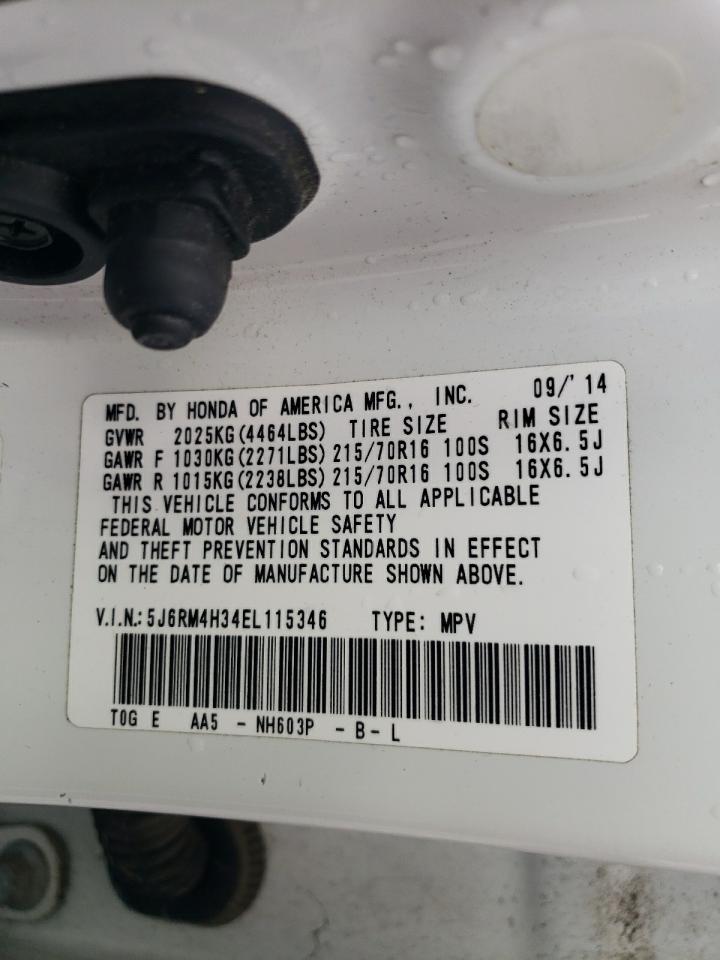 MFD. BY HONDA OF AMERICA MFG., INC. 09/'14
GVWR 2025KG(4464LBS) TIRE SIZE RIM SIZE
GAWR F 1030KG(2271LBS) 215/70R16 100S 16X6.5J
GAWR R 1015KG(2238LBS) 215/70R16 100S 16X6.5J
THIS VEHICLE CONFORMS TO ALL APPLICABLE
FEDERAL MOTOR VEHICLE SAFETY
AND THEFT PREVENTION STANDARDS IN EFFECT
ON THE DATE OF MANUFACTURE SHOWN ABOVE.
V.I.N.: 5J6RM4H34EL115346 TYPE: MPV
T0G E AA5 - NH603P - B - L